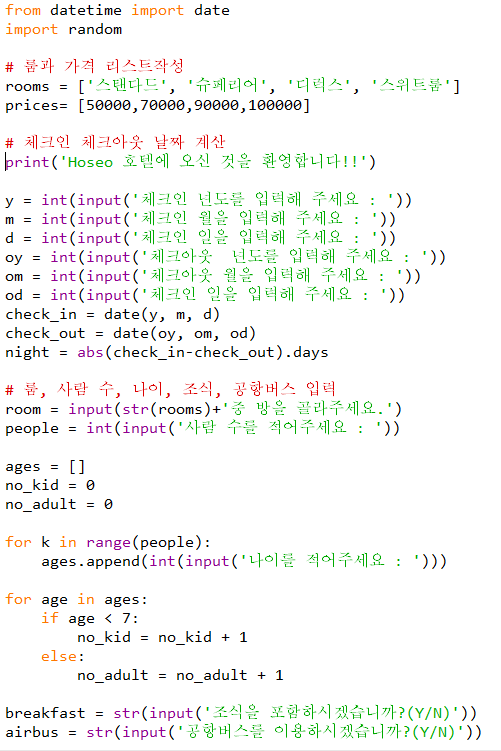 from datetime import date
import random

# 룸과 가격 리스트작성
rooms = ['스탠다드', '슈페리어', '디럭스', '스위트룸']
prices= [50000,70000,90000,100000]

# 체크인 체크아웃 날짜 계산
print('Hoseo 호텔에 오신 것을 환영합니다!!')

y = int(input('체크인 년도를 입력해 주세요 : '))
m = int(input('체크인 월을 입력해 주세요 : '))
d = int(input('체크인 일을 입력해 주세요 : '))
oy = int(input('체크아웃  년도를 입력해 주세요 : '))
om = int(input('체크아웃 월을 입력해 주세요 : '))
od = int(input('체크인 일을 입력해 주세요 : '))
check_in = date(y, m, d)
check_out = date(oy, om, od)
night = abs(check_in-check_out).days

# 룸, 사람 수, 나이, 조식, 공항버스 입력
room = input(str(rooms)+'중 방을 골라주세요.')
people = int(input('사람 수를 적어주세요 : '))

ages = []
no_kid = 0
no_adult = 0

for k in range(people):
    ages.append(int(input('나이를 적어주세요 : ')))

for age in ages:
    if age < 7:
        no_kid = no_kid + 1
    else:
        no_adult = no_adult + 1

breakfast = str(input('조식을 포함하시겠습니까?(Y/N)'))
airbus = str(input('공항버스를 이용하시겠습니까?(Y/N)'))